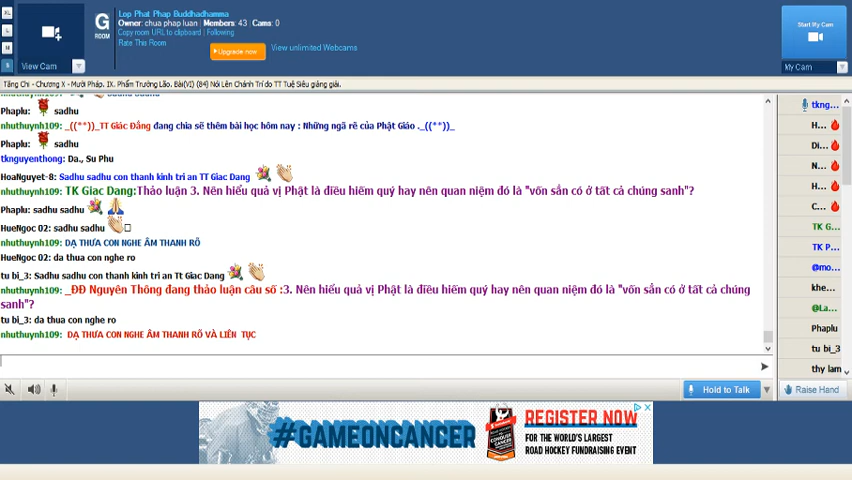 Lop Phat Phap Buddhadhamma
Owner: chua phap luan | Members: 43 | Cams: 0
Copy room URL to clipboard | Following
Rate This Room
Upgrade now
View unlimited Webcams
XL
L
M
S
View Cam
G
ROOM
Start My Cam
My Cam
Tăng Chi - Chương X - Mười Pháp. IX. Phẩm Trưởng Lão. Bài(VI) (84) Nói Lên Chánh Trí do TT Tuệ Siêu giảng giải.
Phaplu: sadhu
nhuthuynh109: _((**))_TT Giác Đẳng đang chia sẽ thêm bài học hôm nay : Những ngã rẽ của Phật Giáo ._((**))_
Phaplu: sadhu
tknguyenthong: Da., Su Phu
HoaNguyet-8: Sadhu sadhu con thanh kinh tri an TT Giac Dang
TK Giac Dang:Thảo luận 3. Nên hiểu quả vị Phật là điều hiếm quý hay nên quan niệm đó là "vốn sẳn có ở tất cả chúng sanh"?
Phaplu: sadhu sadhu
HueNgoc 02: sadhu sadhu
nhuthuynh109: DẠ THƯA CON NGHE ÂM THANH RÕ
HueNgoc 02: da thua con nghe ro
tu bi_3: Sadhu sadhu con thanh kinh tri an Tt Giac Dang
nhuthuynh109: _ĐĐ Nguyên Thông đang thảo luận câu số :3. Nên hiểu quả vị Phật là điều hiếm quý hay nên quan niệm đó là "vốn sẳn có ở tất cả chúng
sanh"?
tu bi_3: da thua con nghe ro
nhuthuynh109: DẠ THƯA CON NGHE ÂM THANH RÕ VÀ LIÊN TỤC
tkng...
H...
Di...
N...
H...
C...
TK G...
TK P...
@mo...
khe...
@La...
Phaplu
tu bi_3
thy lam
Hold to Talk
Raise Hand
#GAMEONCANCER
REGISTER NOW
FOR THE WORLD'S LARGEST
ROAD HOCKEY FUNDRAISING EVENT